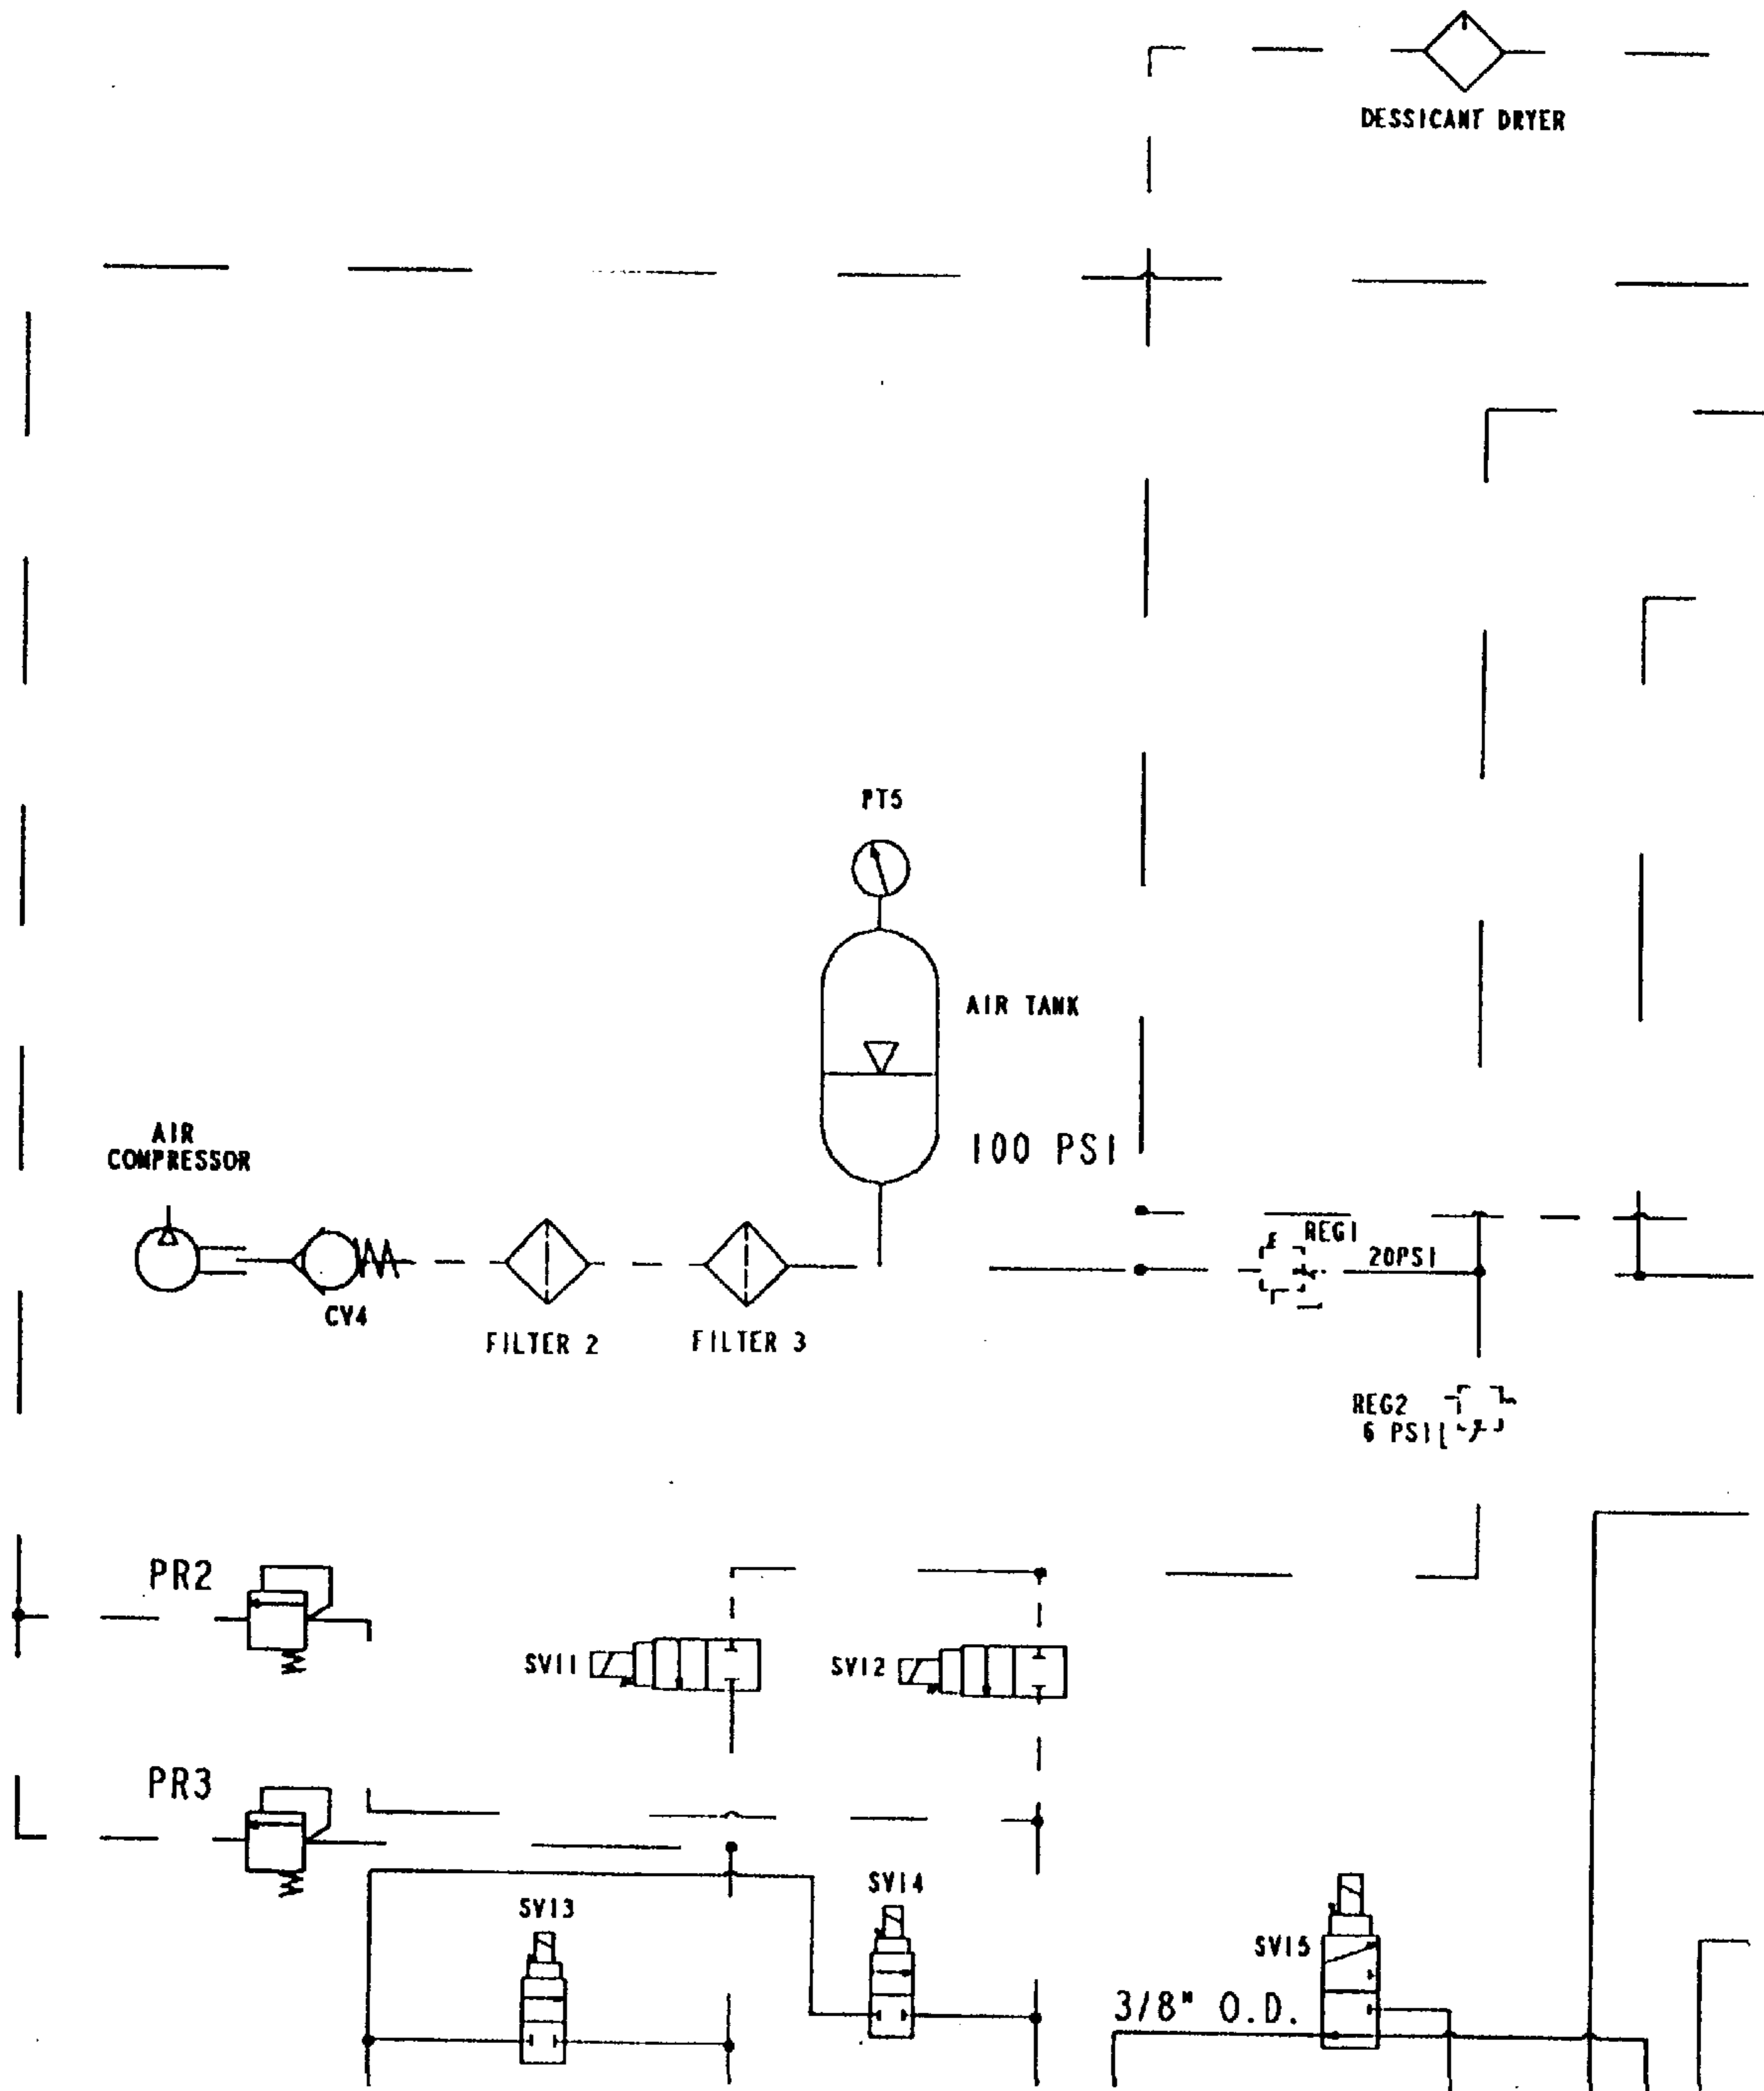 DESSICANT DRYER
PT5
AIR TANK
100 PSI
AIR
COMPRESSOR
REG1
20PSI
CV4
FILTER 2
FILTER 3
REG2
6 PSI
PR2
SV11
SV12
PR3
SV14
SV13
SV15
3/8" O.D.